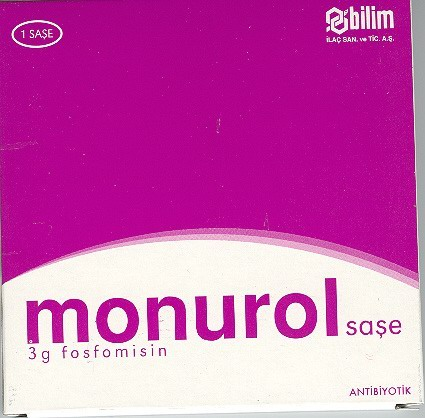 1 SAŞE
bilim
İLAÇ SAN. ve TİC. A.Ş.
monurol saşe
3g fosfomisin
ANTİBİYOTİK